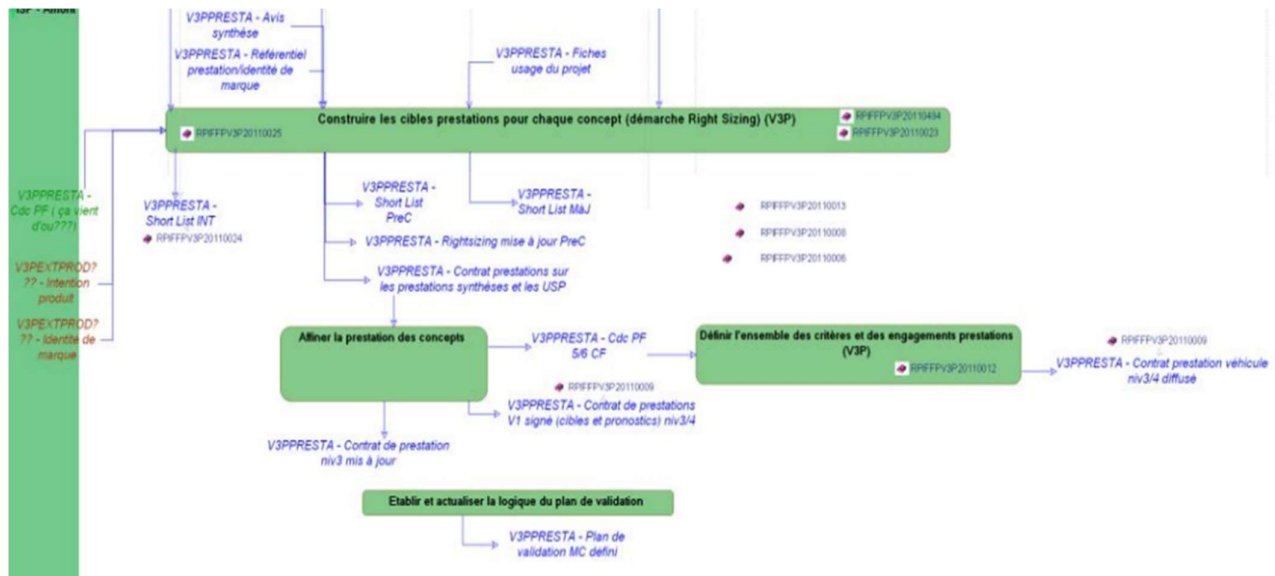 V3PPRESTA - Avis
synthése
V3PPRESTA - Référentiel
prestation/identité de
marque
V3PPRESTA - Fiches
usage du projet
Construire les cibles prestations pour chaque concept (démarche Right Sizing) (V3P)
RPIFFPV3P20110025
RPIFFPV3P20110484
RPIFFPV3P20110023
V3PPRESTA -
Cdc PF ( ça vient
d'ou???)
V3PPRESTA -
Short List INT
RPIFFPV3P20110024
V3PPRESTA -
Short List
PreC
V3PPRESTA -
Short List MàJ
RPIFFPV3P20110013
RPIFFPV3P20110008
RPIFFPV3P20110006
V3PPRESTA - Rightsizing mise à jour PreC
V3PEXTPROD?
?? - Intention
produit
V3PPRESTA - Contrat prestations sur
les prestations synthéses et les USP
V3PEXTPROD?
?? - Identité de
marque
Affiner la prestation des concepts
V3PPRESTA - Cdc PF
5/6 CF
Définir l'ensemble des critères et des engagements prestations
(V3P)
RPIFFPV3P20110012
RPIFFPV3P20110009
V3PPRESTA - Contrat prestation véhicule
niv3/4 diffusé
RPIFFPV3P20110009
V3PPRESTA - Contrat de prestations
V1 signé (cibles et pronostics) niv3/4
V3PPRESTA - Contrat de prestation
niv3 mis à jour
Etablir et actualiser la logique du plan de validation
V3PPRESTA - Plan de
validation MC défini